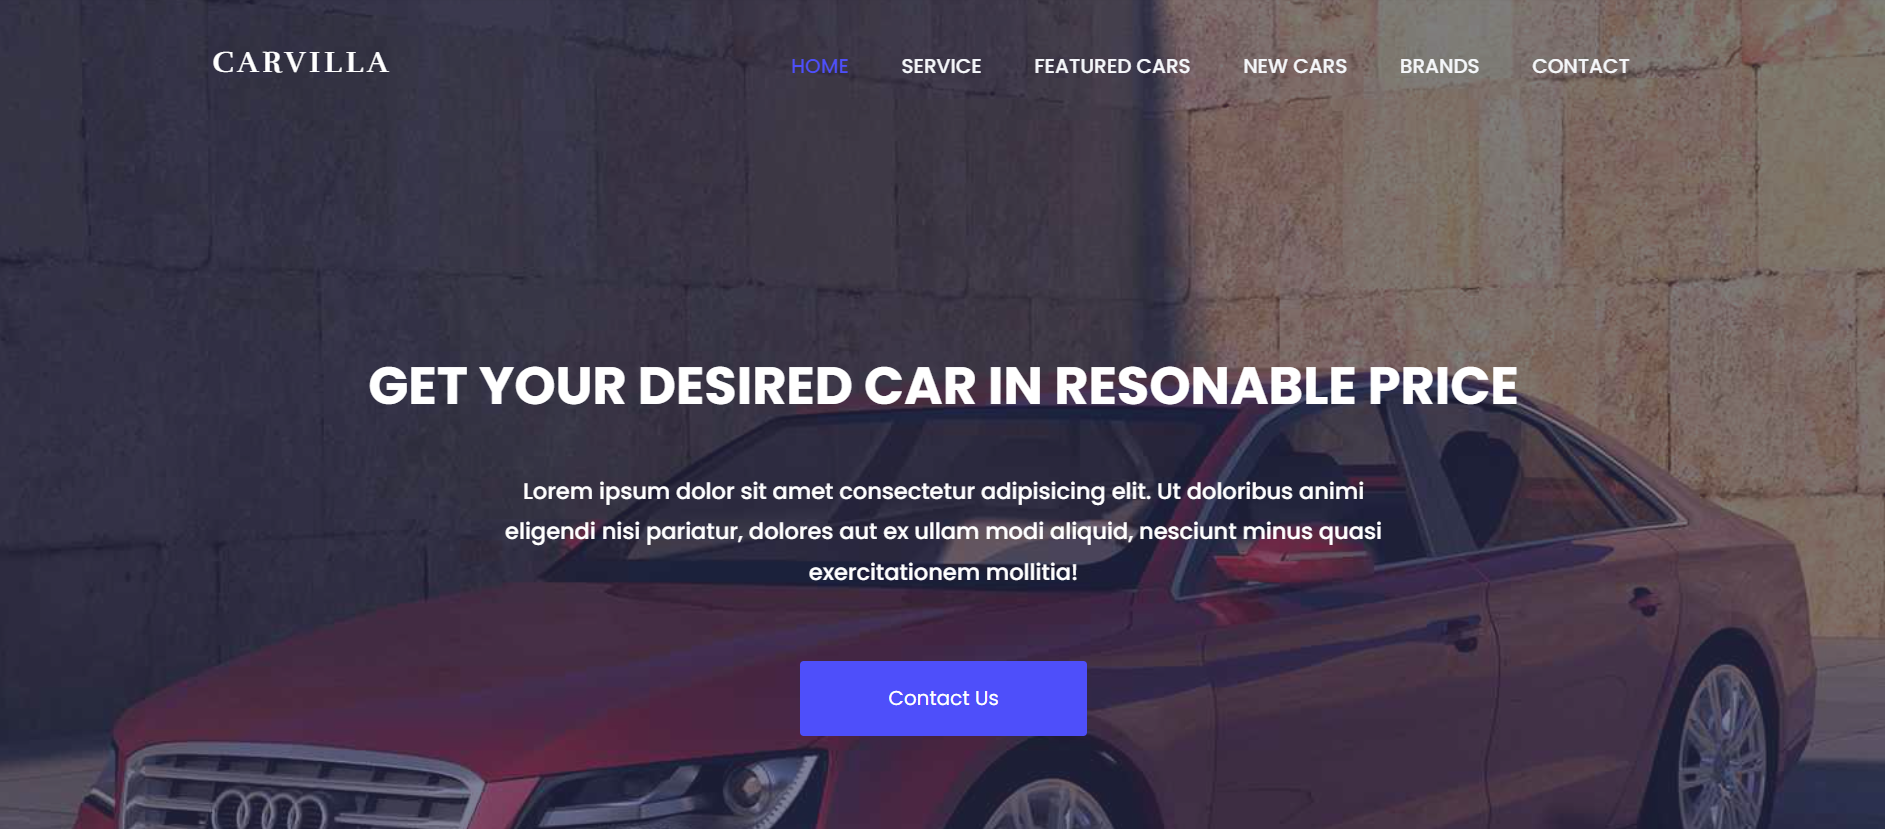 CARVILLA
HOME SERVICE FEATURED CARS NEW CARS BRANDS CONTACT
GET YOUR DESIRED CAR IN RESONABLE PRICE
Lorem ipsum dolor sit amet consectetur adipisicing elit. Ut doloribus animi
eligendi nisi pariatur, dolores aut ex ullam modi aliquid, nesciunt minus quasi
exercitationem mollitia!
Contact Us